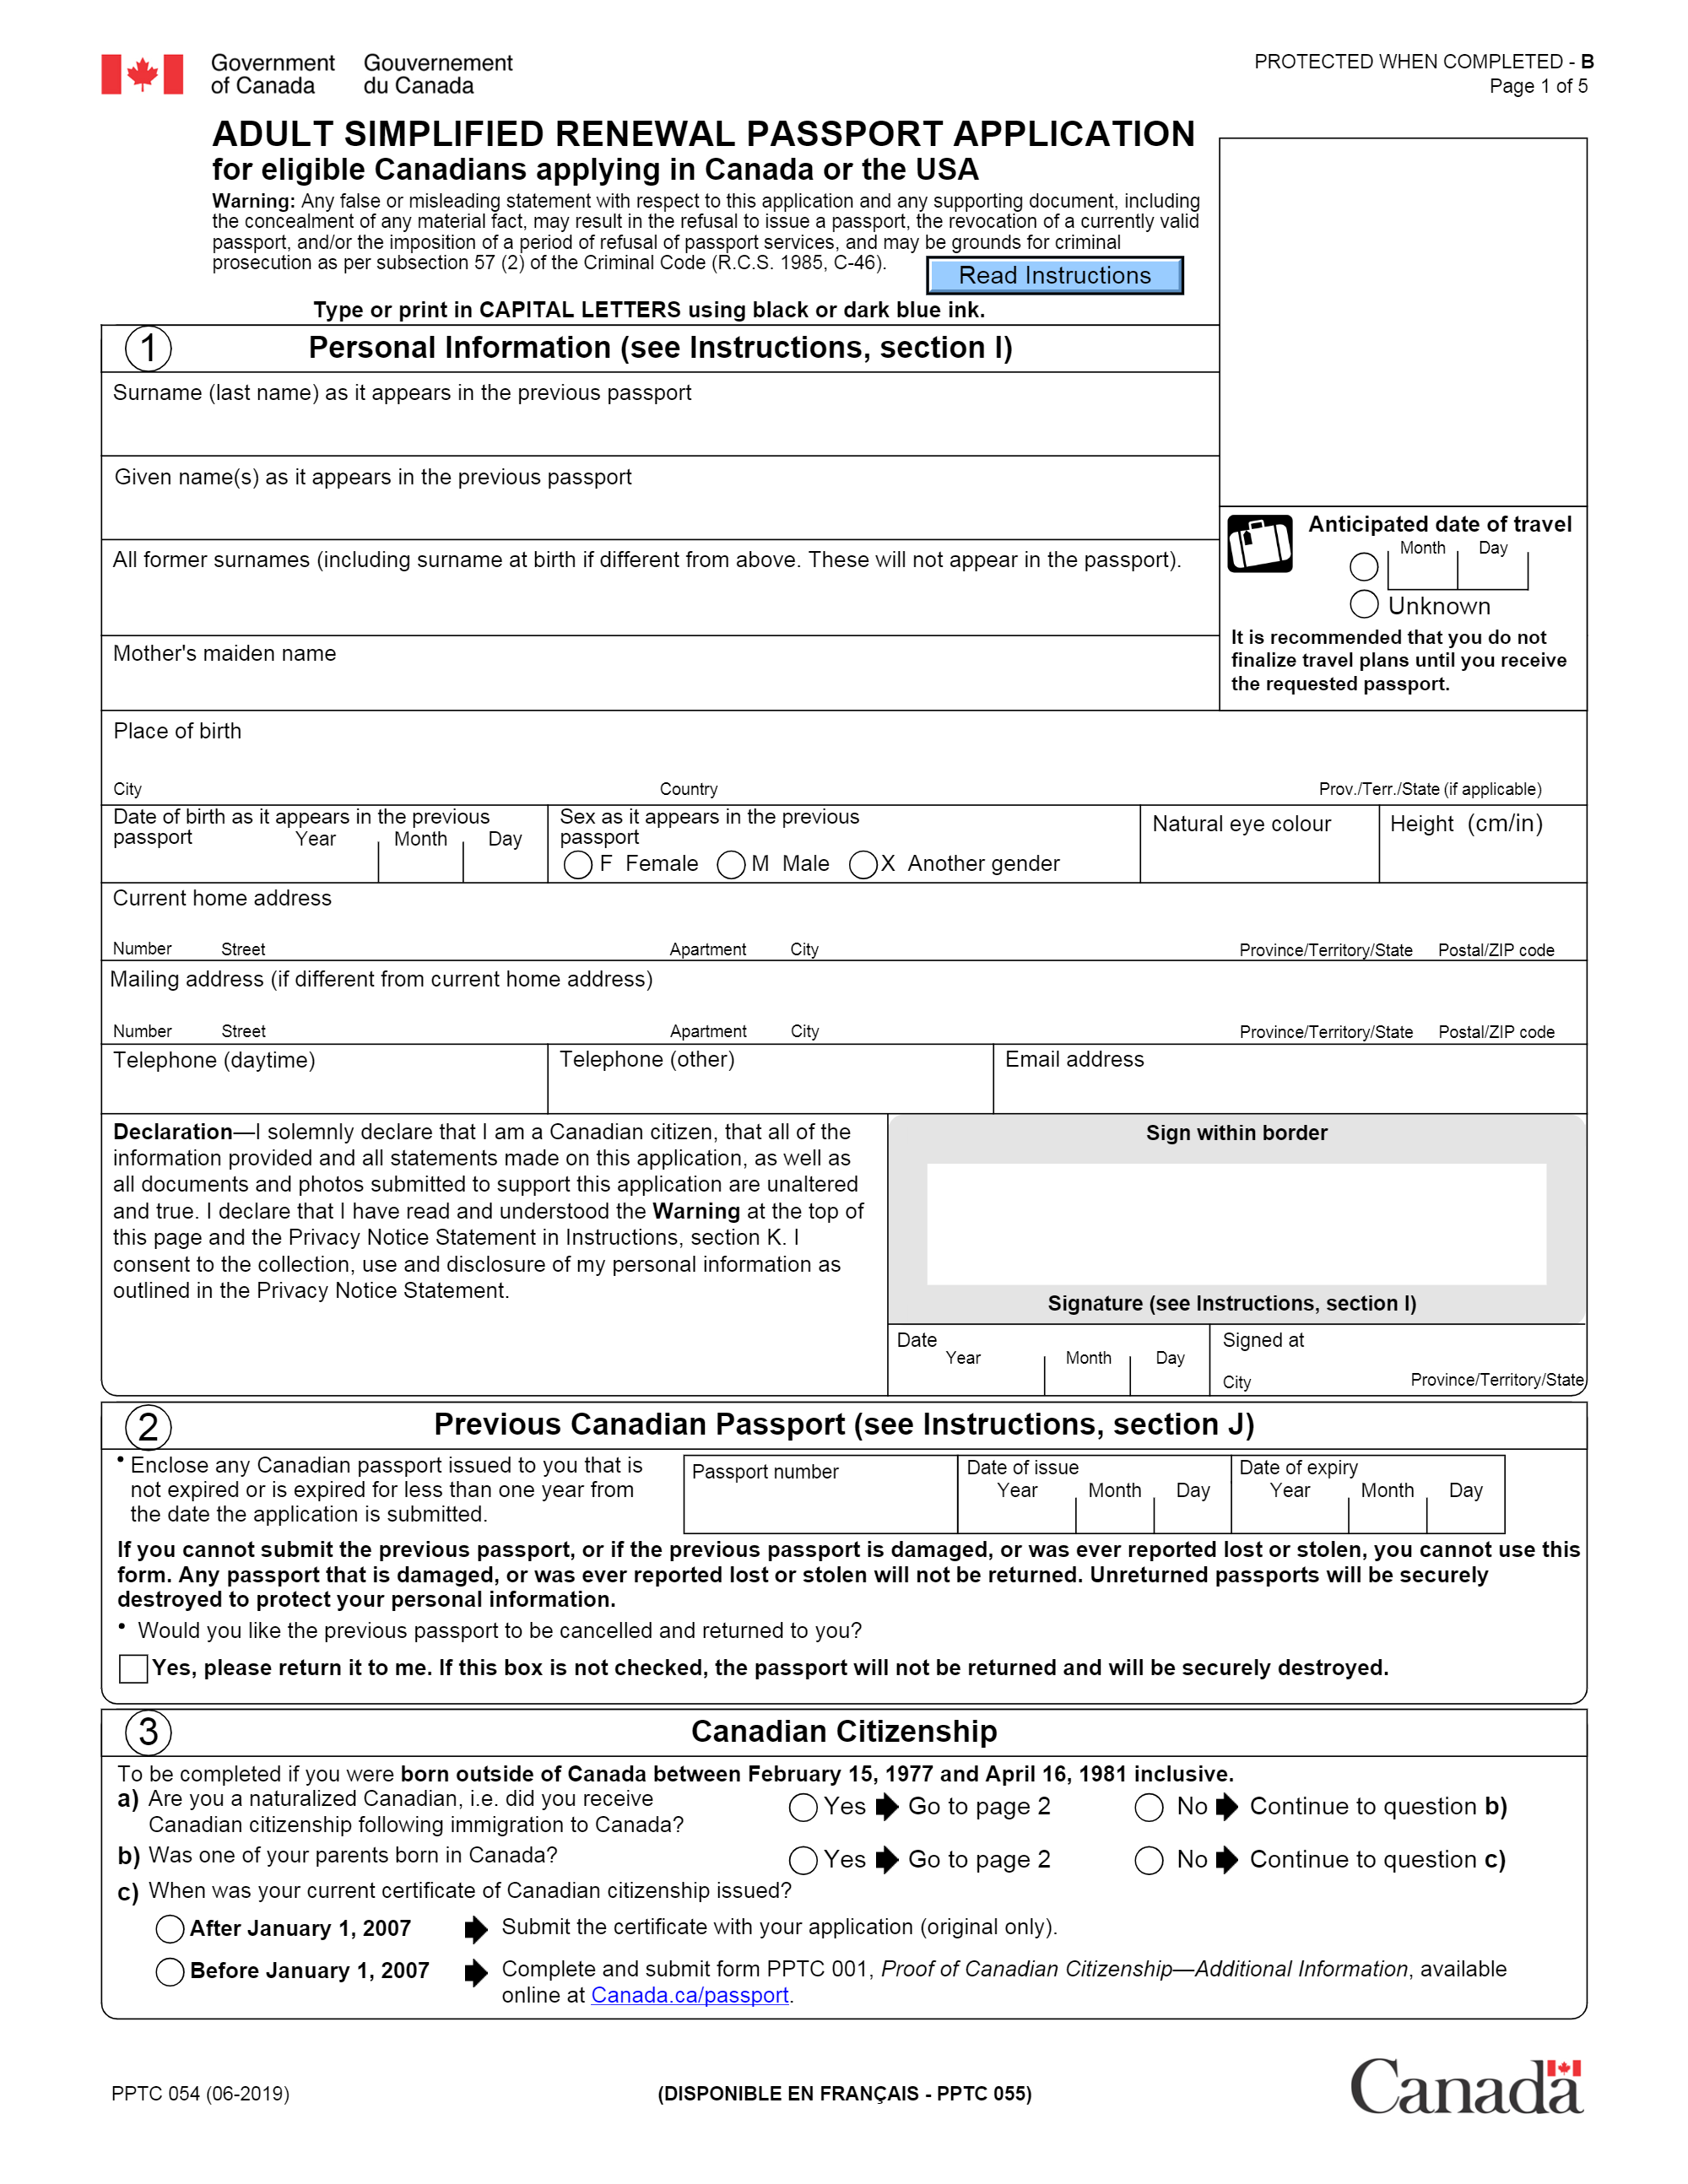 Government of Canada
Gouvernement du Canada
PROTECTED WHEN COMPLETED - B
Page 1 of 5
ADULT SIMPLIFIED RENEWAL PASSPORT APPLICATION
for eligible Canadians applying in Canada or the USA
Warning: Any false or misleading statement with respect to this application and any supporting document, including
the concealment of any material fact, may result in the refusal to issue a passport, the revocation of a currently valid
passport, and/or the imposition of a period of refusal of passport services, and may be grounds for criminal
prosecution as per subsection 57 (2) of the Criminal Code (R.C.S. 1985, C-46).
Read Instructions
Type or print in CAPITAL LETTERS using black or dark blue ink.
1 Personal Information (see Instructions, section I)
Surname (last name) as it appears in the previous passport
Given name(s) as it appears in the previous passport
All former surnames (including surname at birth if different from above. These will not appear in the passport).
Mother's maiden name
Anticipated date of travel
Month Day
Unknown
It is recommended that you do not
finalize travel plans until you receive
the requested passport.
Place of birth
City Country Prov./Terr./State (if applicable)
Date of birth as it appears in the previous
passport Year Month Day
Sex as it appears in the previous
passport
F Female M Male X Another gender
Natural eye colour
Height (cm/in)
Current home address
Number Street Apartment City Province/Territory/State Postal/ZIP code
Mailing address (if different from current home address)
Number Street Apartment City Province/Territory/State Postal/ZIP code
Telephone (daytime) Telephone (other) Email address
Declaration—I solemnly declare that I am a Canadian citizen, that all of the
information provided and all statements made on this application, as well as
all documents and photos submitted to support this application are unaltered
and true. I declare that I have read and understood the Warning at the top of
this page and the Privacy Notice Statement in Instructions, section K. I
consent to the collection, use and disclosure of my personal information as
outlined in the Privacy Notice Statement.
Sign within border
Signature (see Instructions, section I)
Date
Year Month Day
Signed at
City Province/Territory/State
2 Previous Canadian Passport (see Instructions, section J)
• Enclose any Canadian passport issued to you that is
not expired or is expired for less than one year from
the date the application is submitted.
Passport number
Date of issue
Year Month Day
Date of expiry
Year Month Day
If you cannot submit the previous passport, or if the previous passport is damaged, or was ever reported lost or stolen, you cannot use this
form. Any passport that is damaged, or was ever reported lost or stolen will not be returned. Unreturned passports will be securely
destroyed to protect your personal information.
• Would you like the previous passport to be cancelled and returned to you?
Yes, please return it to me. If this box is not checked, the passport will not be returned and will be securely destroyed.
3 Canadian Citizenship
To be completed if you were born outside of Canada between February 15, 1977 and April 16, 1981 inclusive.
a) Are you a naturalized Canadian, i.e. did you receive
Canadian citizenship following immigration to Canada?
Yes Go to page 2 No Continue to question b)
b) Was one of your parents born in Canada?
Yes Go to page 2 No Continue to question c)
c) When was your current certificate of Canadian citizenship issued?
After January 1, 2007 Submit the certificate with your application (original only).
Before January 1, 2007 Complete and submit form PPTC 001, Proof of Canadian Citizenship—Additional Information, available
online at Canada.ca/passport.
PPTC 054 (06-2019)
(DISPONIBLE EN FRANÇAIS - PPTC 055)
Canada